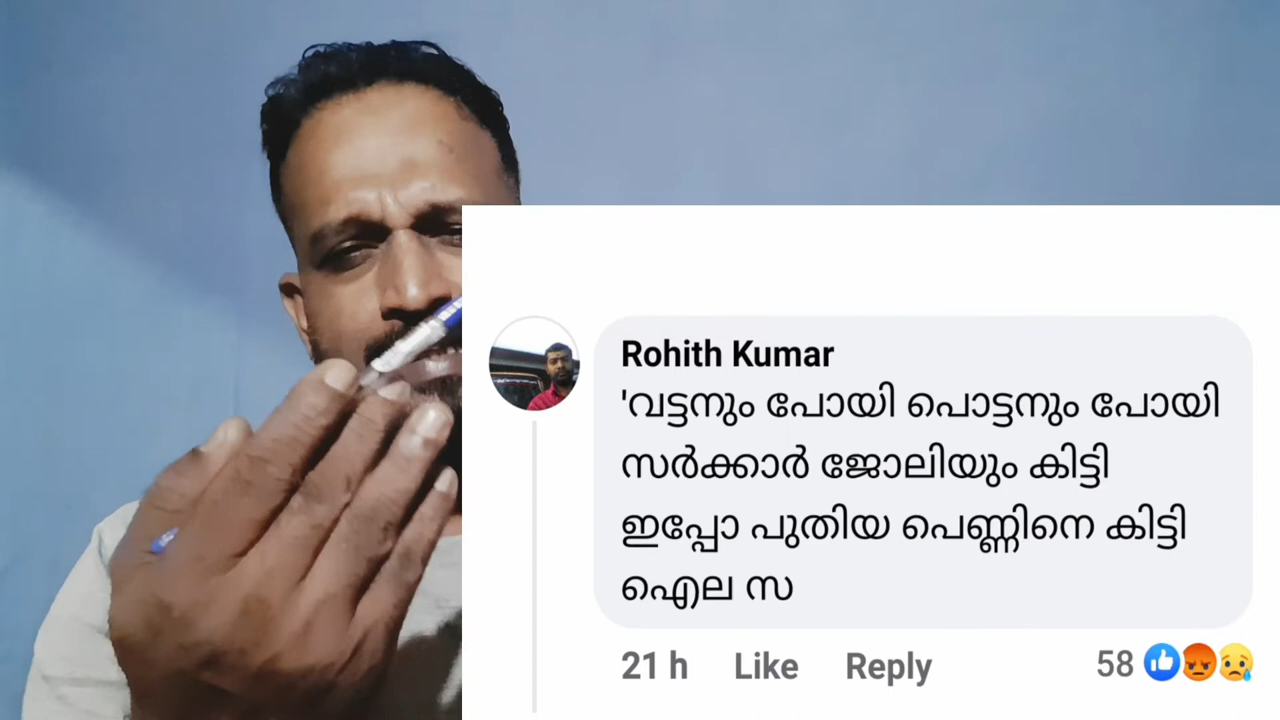 Rohith Kumar
'വട്ടനും പോയി പൊട്ടനും പോയി
സർക്കാർ ജോലിയും കിട്ടി
ഇപ്പോ പുതിയ പെണ്ണിനെ കിട്ടി
ഐല സ
21 h Like Reply 58